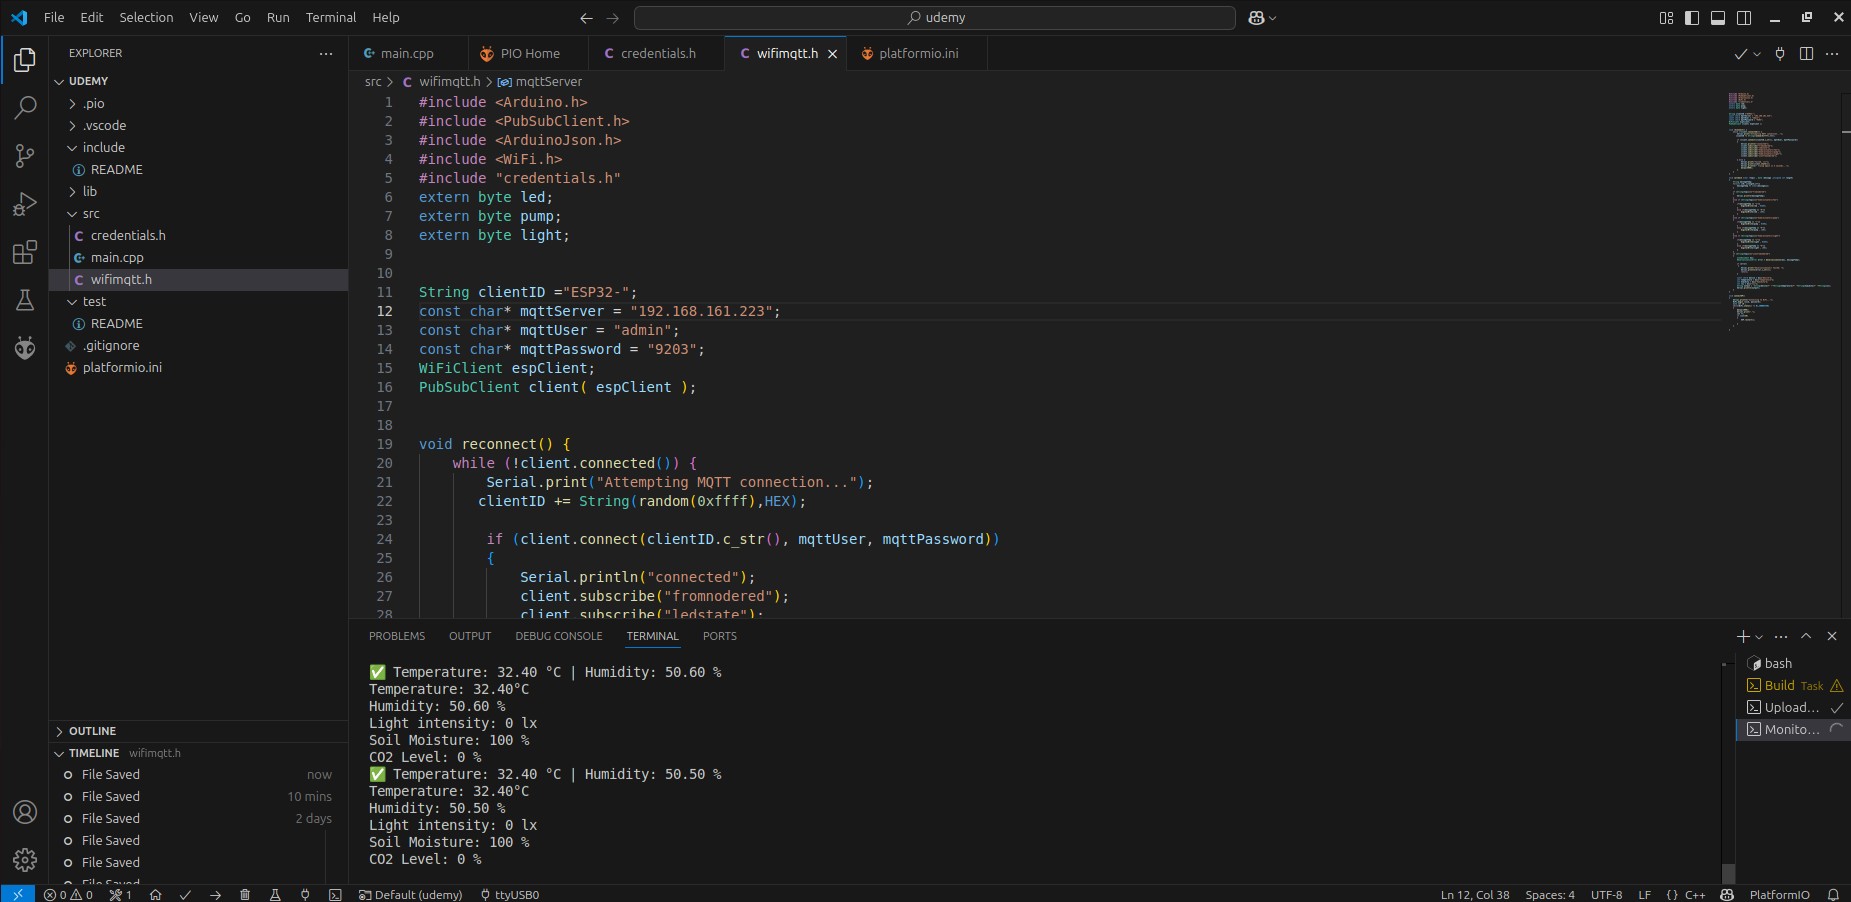 File Edit Selection View Go Run Terminal Help
udemy
EXPLORER
UDEMY
.pio
.vscode
include
README
lib
src
credentials.h
main.cpp
wifimqtt.h
test
README
.gitignore
platformio.ini
OUTLINE
TIMELINE wifimqtt.h
File Saved now
File Saved 10 mins
File Saved 2 days
File Saved
File Saved
File Saved
main.cpp PIO Home credentials.h wifimqtt.h platformio.ini
src > wifimqtt.h > mqttServer
1 #include <Arduino.h>
2 #include <PubSubClient.h>
3 #include <ArduinoJson.h>
4 #include <WiFi.h>
5 #include "credentials.h"
6 extern byte led;
7 extern byte pump;
8 extern byte light;
9
10
11 String clientID ="ESP32-";
12 const char* mqttServer = "192.168.161.223";
13 const char* mqttUser = "admin";
14 const char* mqttPassword = "9203";
15 WiFiClient espClient;
16 PubSubClient client( espClient );
17
18
19 void reconnect() {
20 while (!client.connected()) {
21 Serial.print("Attempting MQTT connection...");
22 clientID += String(random(0xffff),HEX);
23
24 if (client.connect(clientID.c_str(), mqttUser, mqttPassword))
25 {
26 Serial.println("connected");
27 client.subscribe("fromnodered");
28 client.subscribe("ledstate");
PROBLEMS OUTPUT DEBUG CONSOLE TERMINAL PORTS
✅ Temperature: 32.40 °C | Humidity: 50.60 %
Temperature: 32.40°C
Humidity: 50.60 %
Light intensity: 0 lx
Soil Moisture: 100 %
CO2 Level: 0 %
✅ Temperature: 32.40 °C | Humidity: 50.50 %
Temperature: 32.40°C
Humidity: 50.50 %
Light intensity: 0 lx
Soil Moisture: 100 %
CO2 Level: 0 %
bash
Build Task
Upload...
Monito...
0 0 1 Default (udemy) ttyUSB0 Ln 12, Col 38 Spaces: 4 UTF-8 LF {} C++ PlatformIO